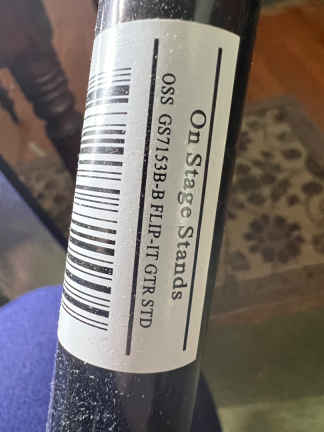 On Stage Stands
OSS GS7153B-B FLIP-IT GTR STD